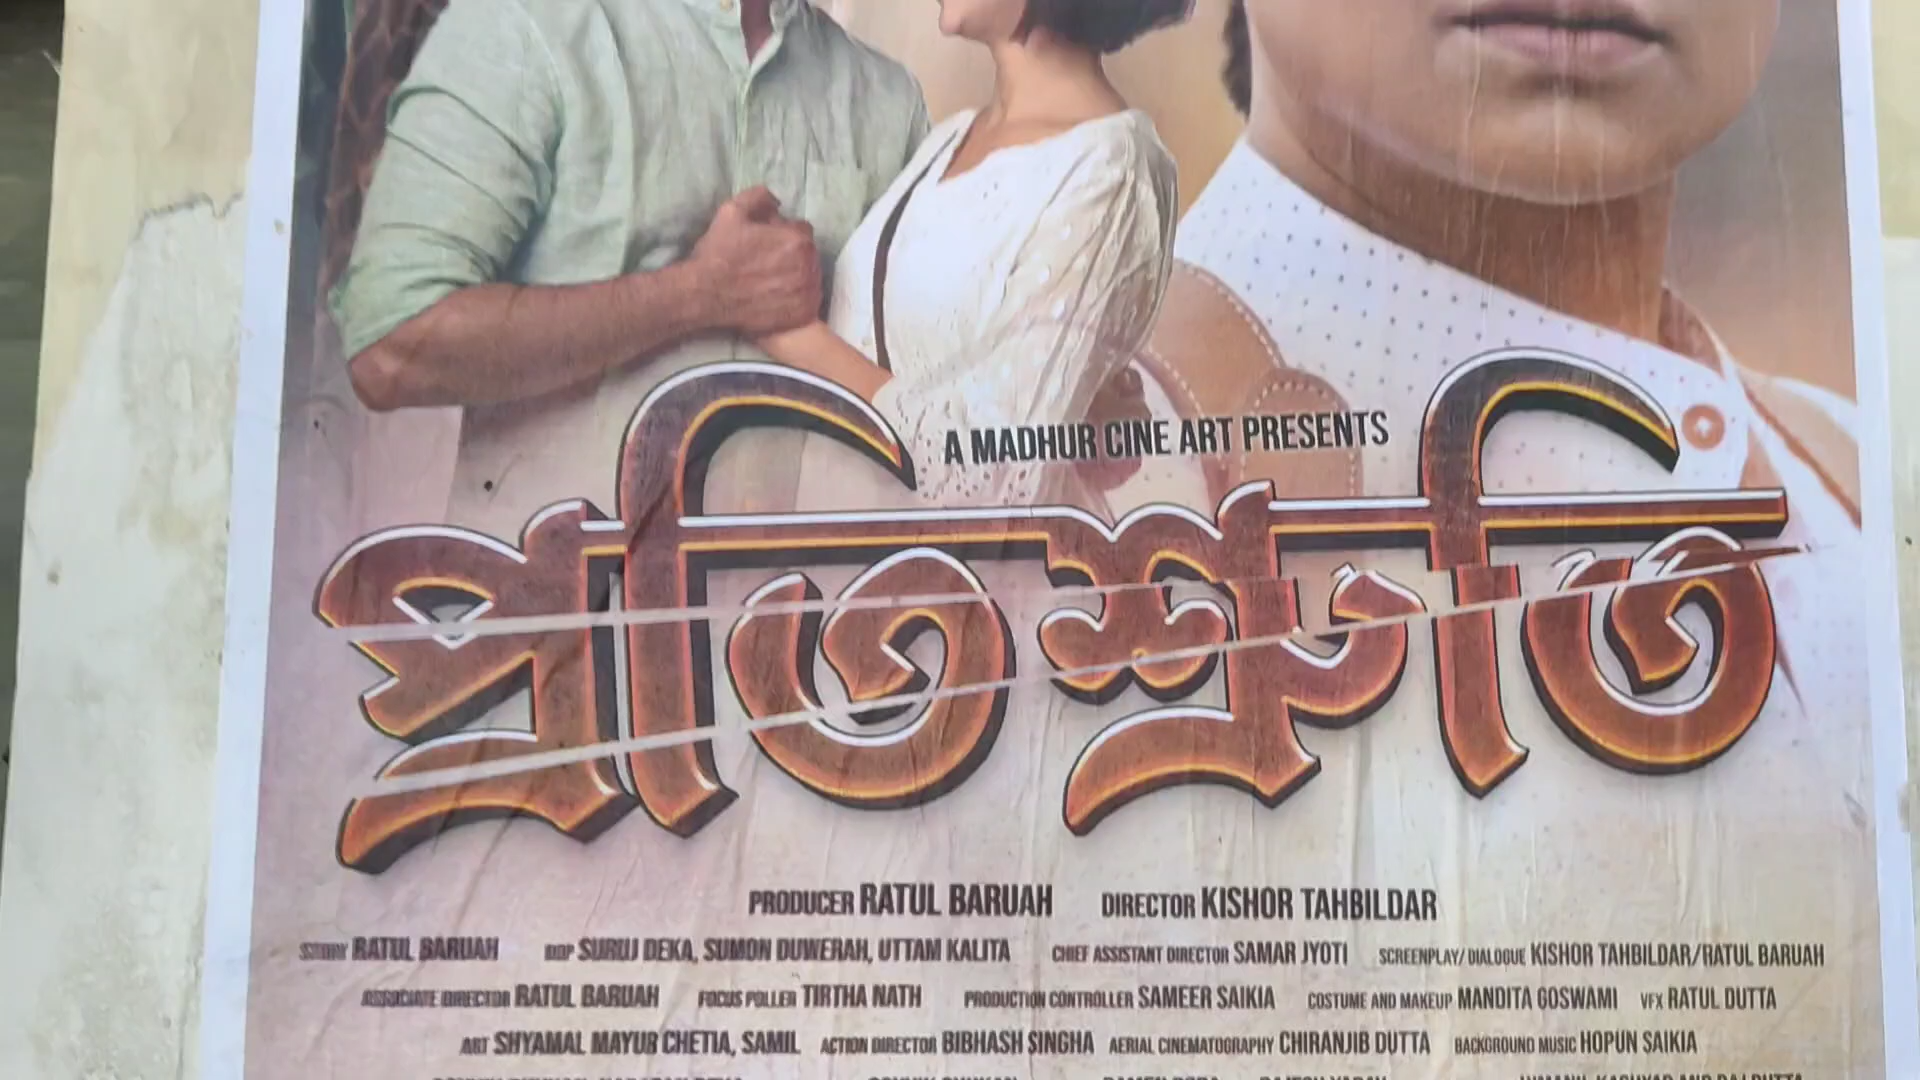 A MADHUR CINE ART PRESENTS
প্ৰতিশ্ৰুতি
PRODUCER RATUL BARUAH DIRECTOR KISHOR TAHBILDAR
STORY RATUL BARUAH DOP SURUJ DEKA, SUMON DUWERAH, UTTAM KALITA CHIEF ASSISTANT DIRECTOR SAMAR JYOTI SCREENPLAY/ DIALOGUE KISHOR TAHBILDAR/RATUL BARUAH
ASSOCIATE DIRECTOR RATUL BARUAH FOCUS POLLER TIRTHA NATH PRODUCTION CONTROLLER SAMEER SAIKIA COSTUME AND MAKEUP MANDITA GOSWAMI VFX RATUL DUTTA
ART SHYAMAL MAYUR CHETIA, SAMIL ACTION DIRECTOR BIBHASH SINGHA AERIAL CINEMATOGRAPHY CHIRANJIB DUTTA BACKGROUND MUSIC HOPUN SAIKIA